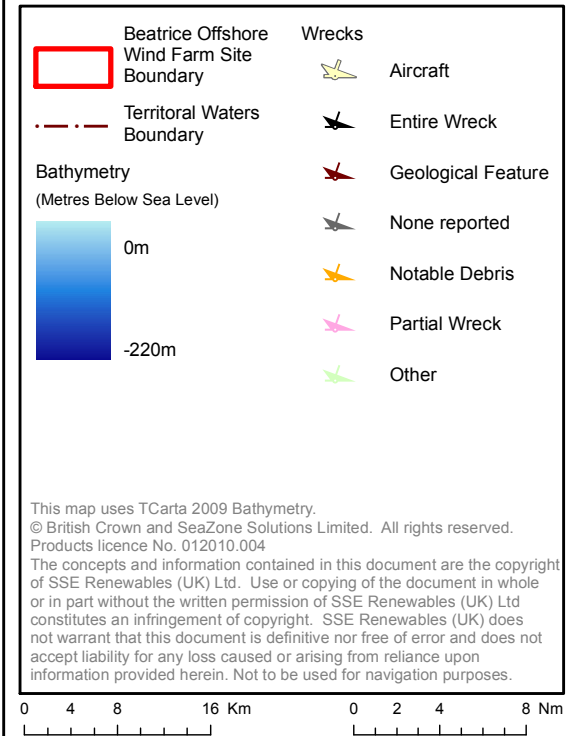 Beatrice Offshore
Wind Farm Site
Boundary
Territoral Waters
Boundary
Bathymetry
(Metres Below Sea Level)
0m
-220m
Wrecks
Aircraft
Entire Wreck
Geological Feature
None reported
Notable Debris
Partial Wreck
Other
This map uses TCarta 2009 Bathymetry.
© British Crown and SeaZone Solutions Limited. All rights reserved.
Products licence No. 012010.004
The concepts and information contained in this document are the copyright
of SSE Renewables (UK) Ltd. Use or copying of the document in whole
or in part without the written permission of SSE Renewables (UK) Ltd
constitutes an infringement of copyright. SSE Renewables (UK) does
not warrant that this document is definitive nor free of error and does not
accept liability for any loss caused or arising from reliance upon
information provided herein. Not to be used for navigation purposes.
0 4 8 16 Km
0 2 4 8 Nm